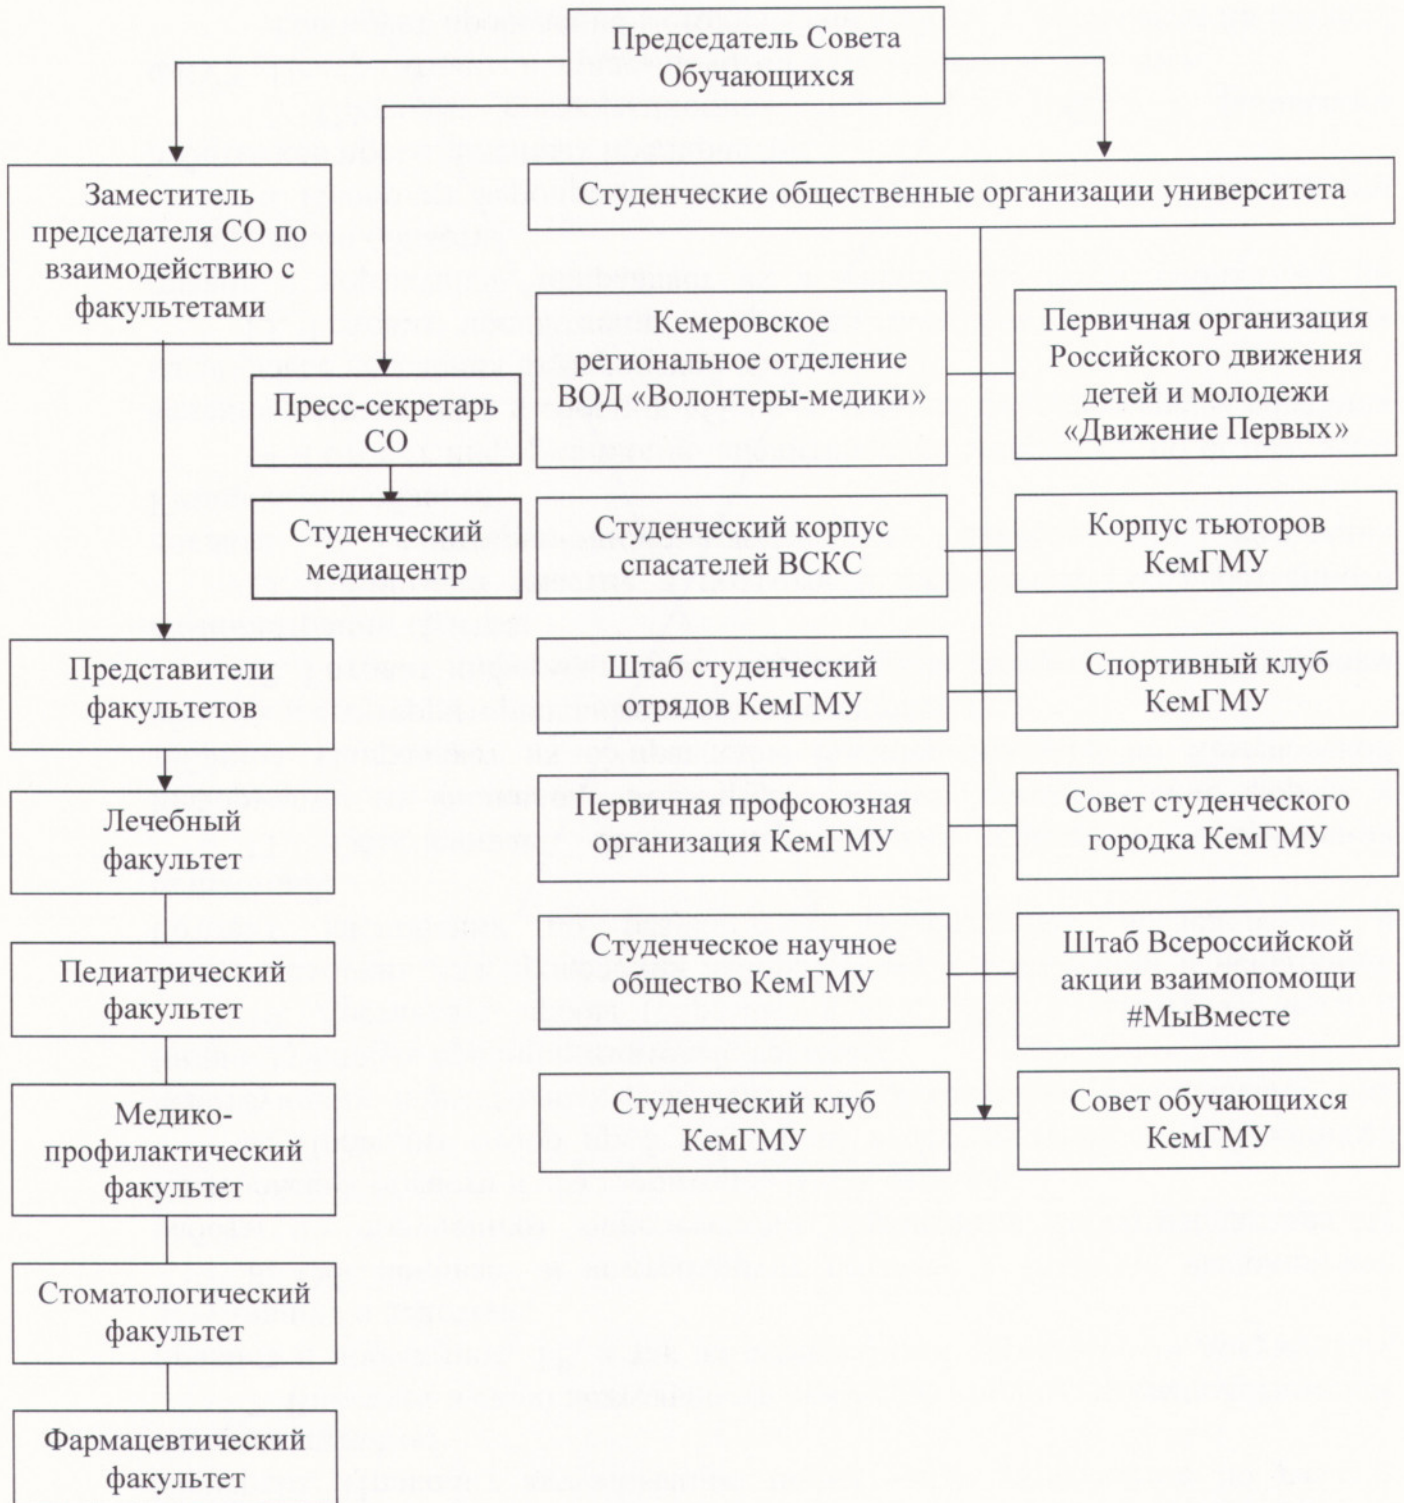 Председатель Совета
Обучающихся
Заместитель
председателя СО по
взаимодействию с
факультетами
Студенческие общественные организации университета
Кемеровское
региональное отделение
ВОД «Волонтеры-медики»
Первичная организация
Российского движения
детей и молодежи
«Движение Первых»
Пресс-секретарь
СО
Студенческий
медиацентр
Студенческий корпус
спасателей ВСКС
Корпус тьюторов
КемГМУ
Представители
факультетов
Штаб студенческий
отрядов КемГМУ
Спортивный клуб
КемГМУ
Лечебный
факультет
Первичная профсоюзная
организация КемГМУ
Совет студенческого
городка КемГМУ
Педиатрический
факультет
Студенческое научное
общество КемГМУ
Штаб Всероссийской
акции взаимопомощи
#МыВместе
Медико-
профилактический
факультет
Студенческий клуб
КемГМУ
Совет обучающихся
КемГМУ
Стоматологический
факультет
Фармацевтический
факультет